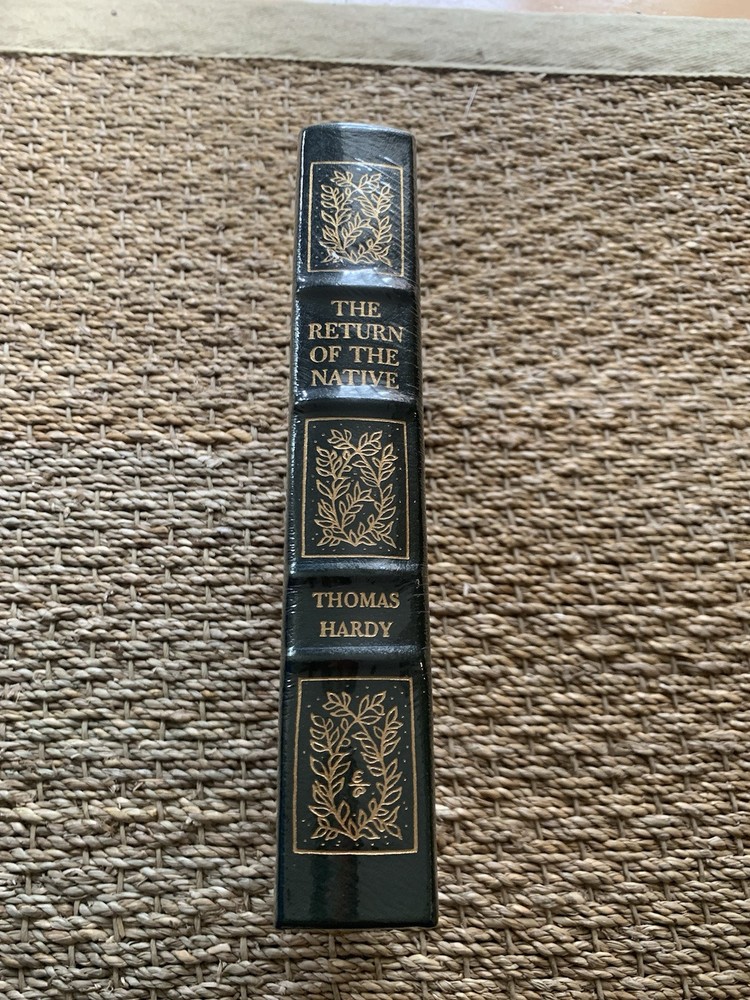 THE
RETURN
OF THE
NATIVE
THOMAS
HARDY